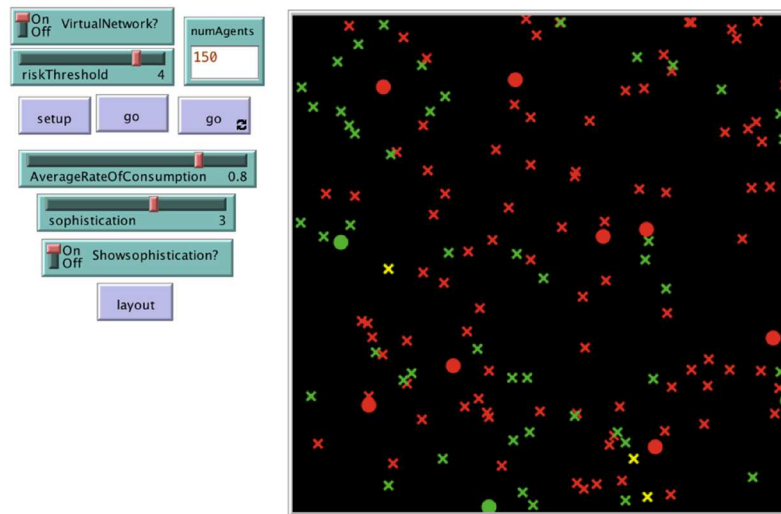 On
Off
VirtualNetwork?
numAgents
150
riskThreshold 4
setup
go
go
AverageRateOfConsumption 0.8
sophistication 3
On
Off
Showsophistication?
layout